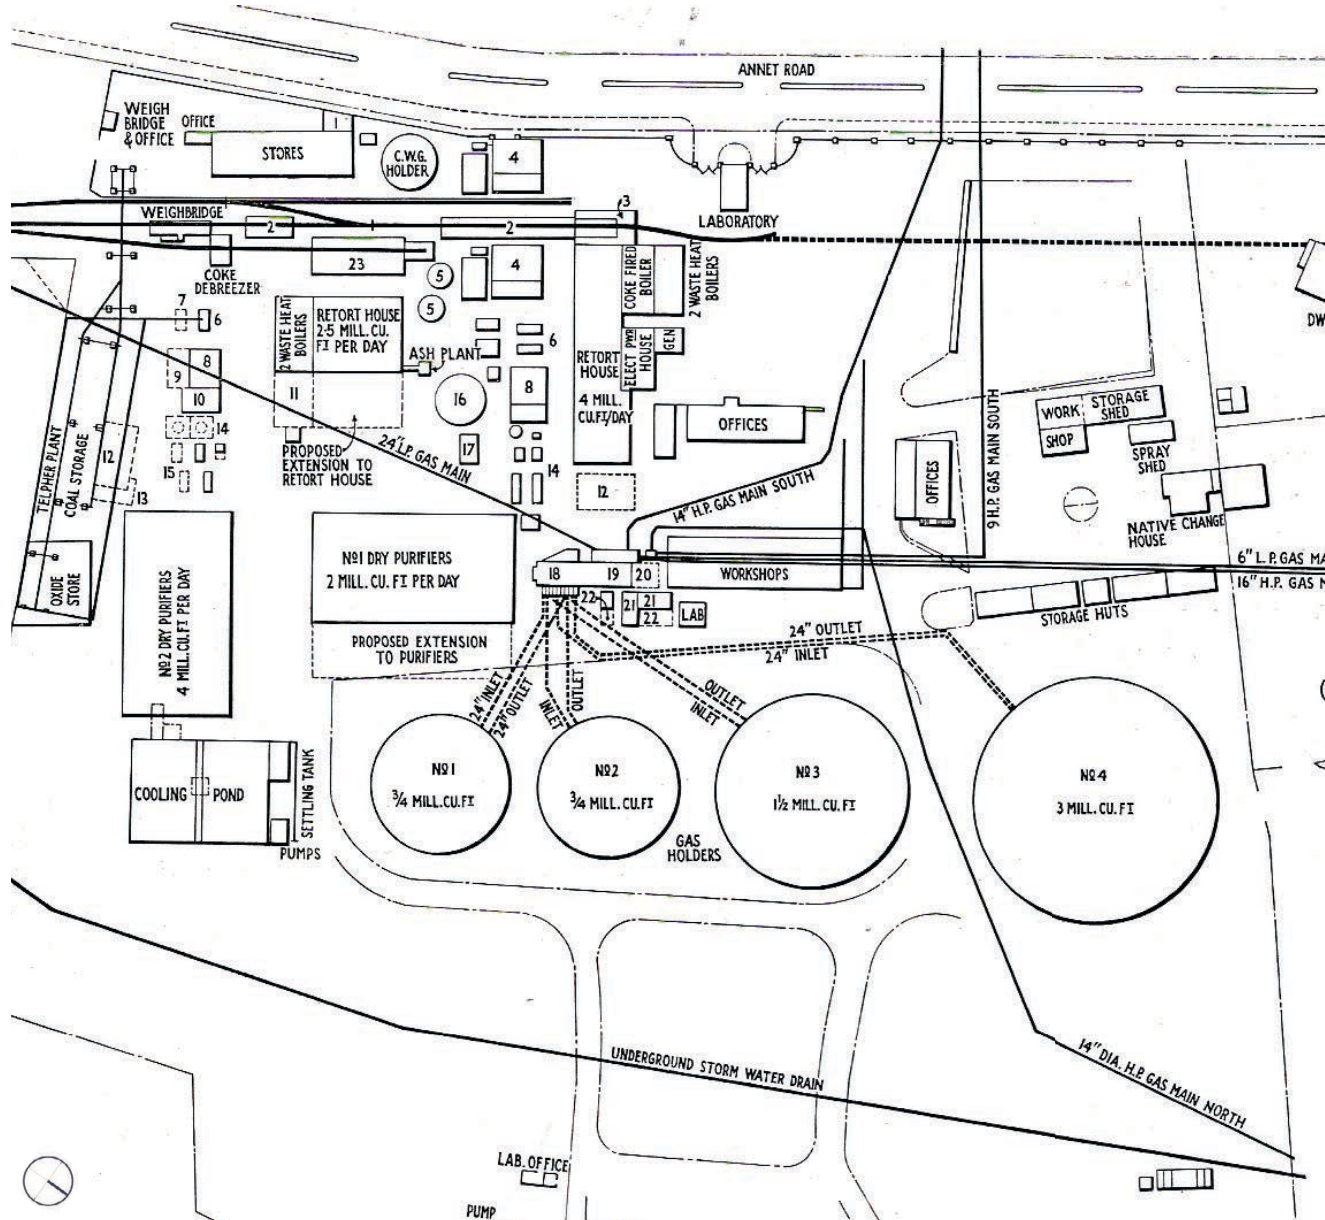 ANNET ROAD
WEIGH
BRIDGE
& OFFICE
OFFICE
1
STORES
C.W.G.
HOLDER
4
3
LABORATORY
WEIGHBRIDGE
2
2
23
COKE
DEBREEZER
5
5
4
COKE FIRED
BOILER
2 WASTE HEAT
BOILERS
7
6
2 WASTE HEAT
BOILERS
RETORT HOUSE
2·5 MILL. CU.
FT PER DAY
ASH PLANT
6
ELECT PWR
HOUSE
GEN
RETORT
HOUSE
4 MILL.
CU.FT/DAY
8
9
10
11
16
8
OFFICES
WORK
SHOP
STORAGE
SHED
SPRAY
SHED
14
15
12
13
TELPHER PLANT
COAL STORAGE
17
PROPOSED
EXTENSION TO
RETORT HOUSE
24" L.P GAS MAIN
14
12
14" H.P. GAS MAIN SOUTH
OFFICES
9 H.P. GAS MAIN SOUTH
NATIVE CHANGE
HOUSE
DW
OXIDE
STORE
Nº2 DRY PURIFIERS
4 MILL.CU.FT PER DAY
Nº1 DRY PURIFIERS
2 MILL. CU. FT PER DAY
18
19
20
WORKSHOPS
6" L. P. GAS MA
16" H.P. GAS M
22
21
21
22
LAB
STORAGE HUTS
PROPOSED EXTENSION
TO PURIFIERS
24" OUTLET
24" INLET
24" INLET
24" OUTLET
INLET
OUTLET
OUTLET
INLET
COOLING POND
SETTLING TANK
PUMPS
Nº1
3/4 MILL.CU.FT
Nº2
3/4 MILL.CU.FT
Nº3
1½ MILL.CU.FT
Nº4
3 MILL.CU.FT
GAS
HOLDERS
UNDERGROUND STORM WATER DRAIN
14" DIA. H.P. GAS MAIN NORTH
LAB. OFFICE
PUMP